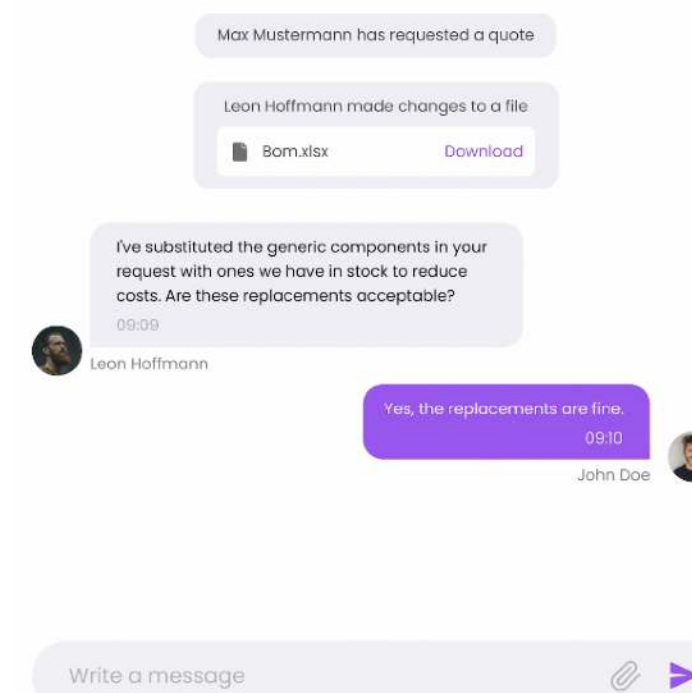 Max Mustermann has requested a quote
Leon Hoffmann made changes to a file
Bom.xlsx
Download
I've substituted the generic components in your
request with ones we have in stock to reduce
costs. Are these replacements acceptable?
09:09
Leon Hoffmann
Yes, the replacements are fine.
09:10
John Doe
Write a message